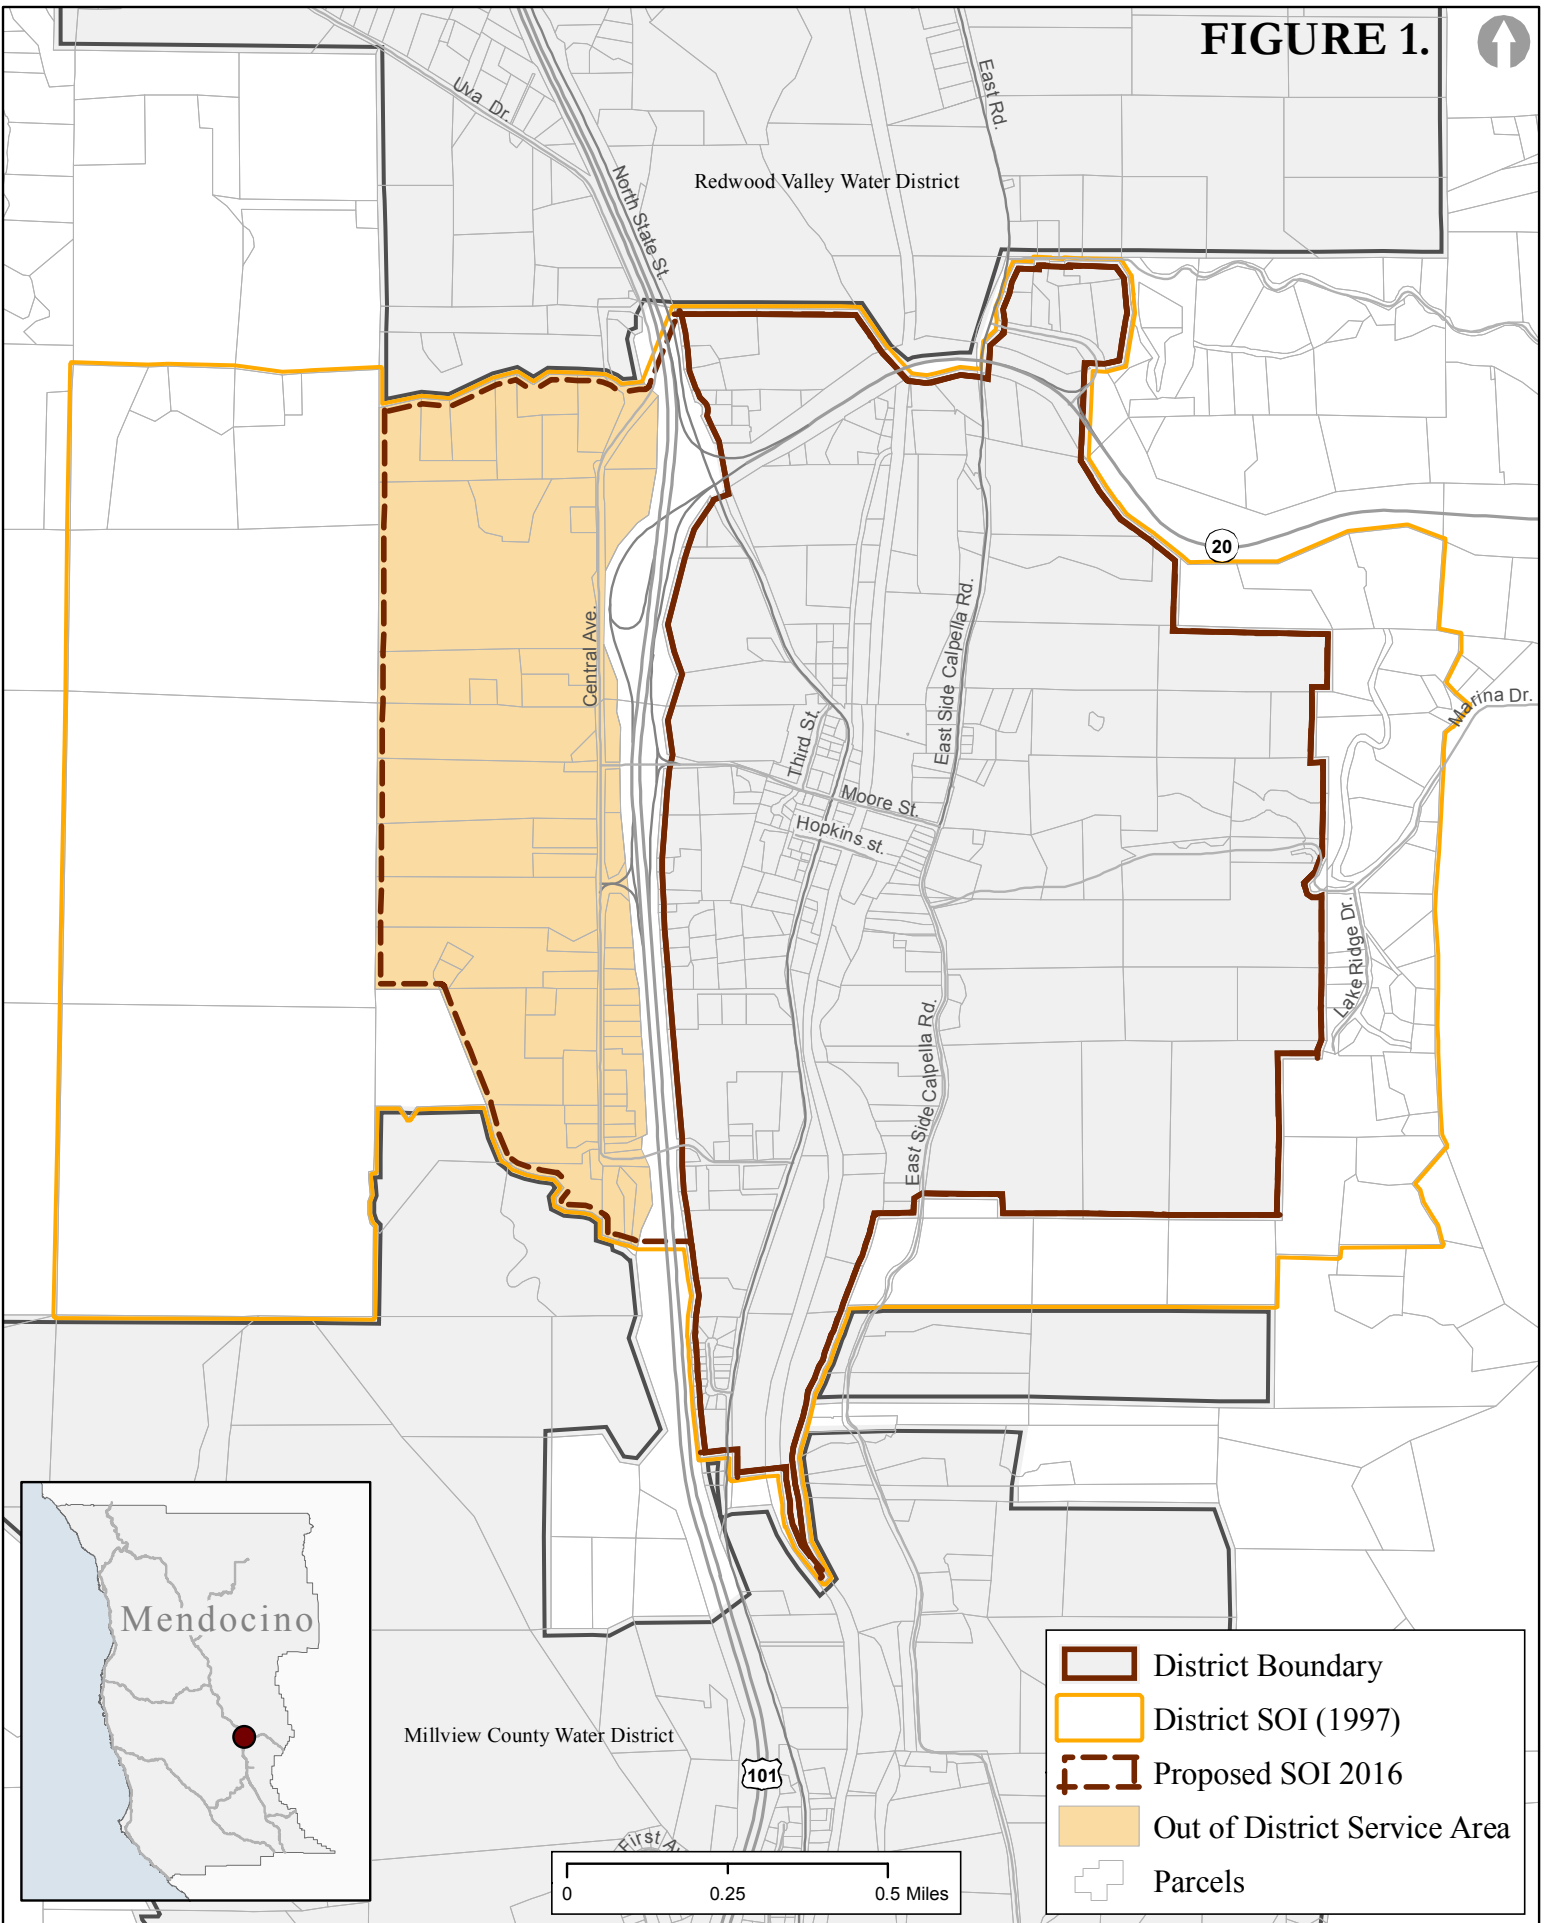 FIGURE 1.
East Rd.
Uva Dr.
North State St.
Redwood Valley Water District
20
Central Ave.
East Side Calpella Rd.
Marina Dr.
Third St.
Moore St.
Hopkins st.
Lake Ridge Dr.
East Side Calpella Rd.
Mendocino
Millview County Water District
101
First
0
0.25
0.5 Miles
District Boundary
District SOI (1997)
Proposed SOI 2016
Out of District Service Area
Parcels